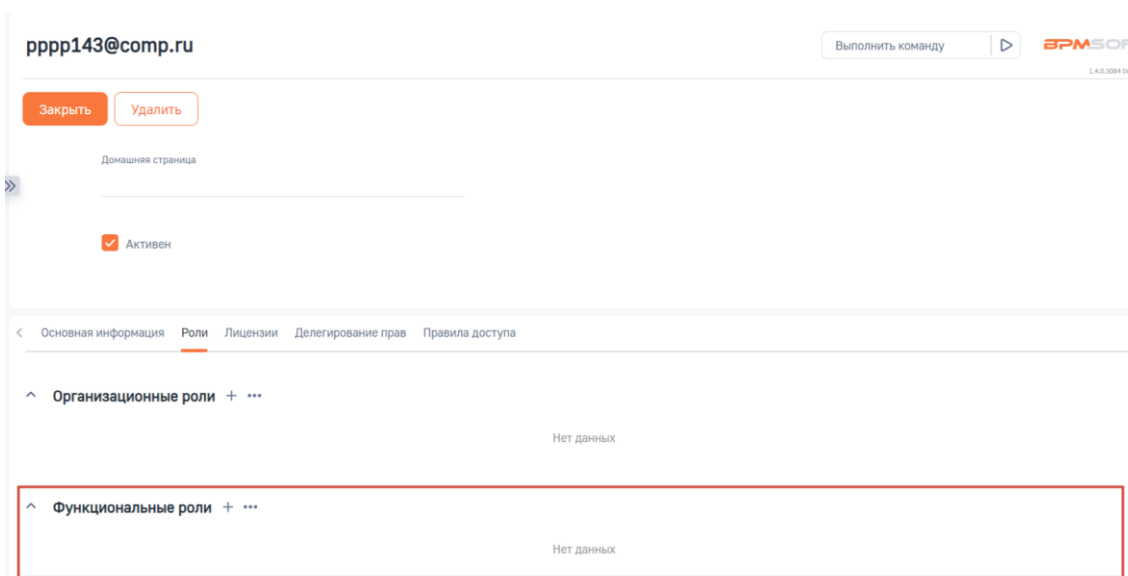 pppp143@comp.ru
Выполнить команду
BPMSOF
Закрыть Удалить
Домашняя страница
Активен
Основная информация Роли Лицензии Делегирование прав Правила доступа
Организационные роли
Нет данных
Функциональные роли
Нет данных